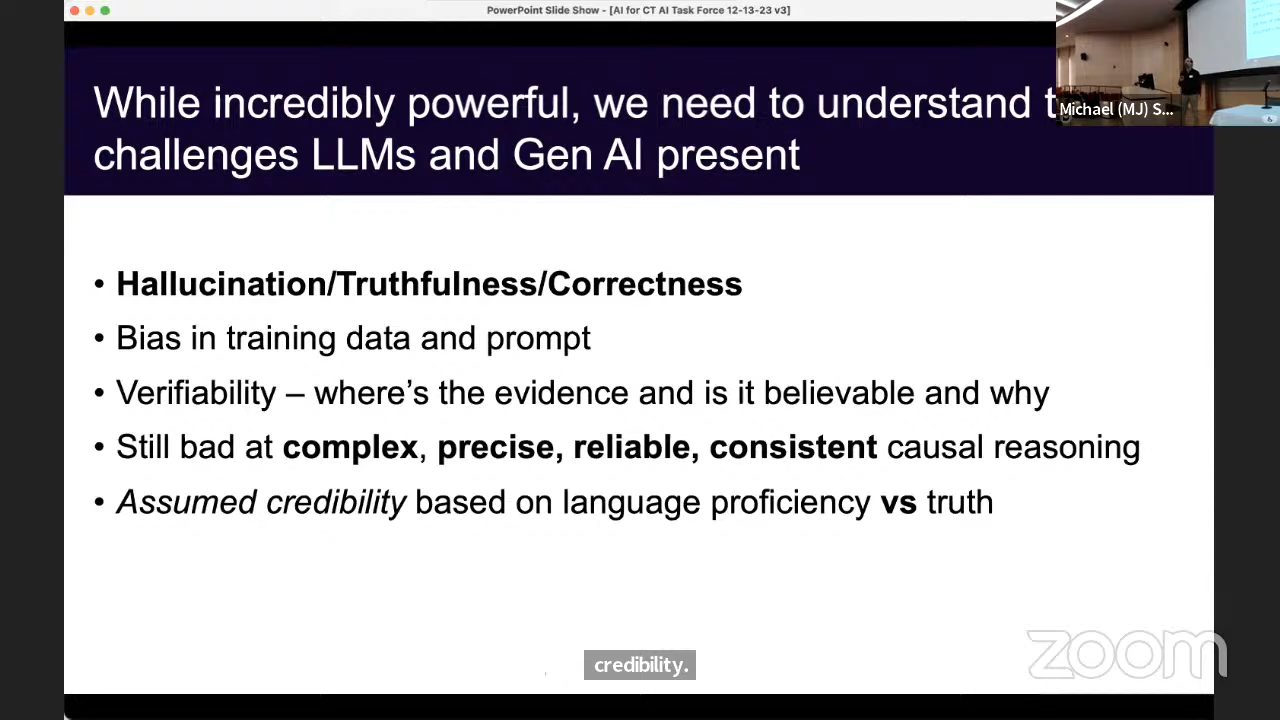 PowerPoint Slide Show - [AI for CT AI Task Force 12-13-23 v3]
While incredibly powerful, we need to understand t
challenges LLMs and Gen AI present
Michael (MJ) S...
• Hallucination/Truthfulness/Correctness
• Bias in training data and prompt
• Verifiability – where's the evidence and is it believable and why
• Still bad at complex, precise, reliable, consistent causal reasoning
• Assumed credibility based on language proficiency vs truth
credibility.
zoom